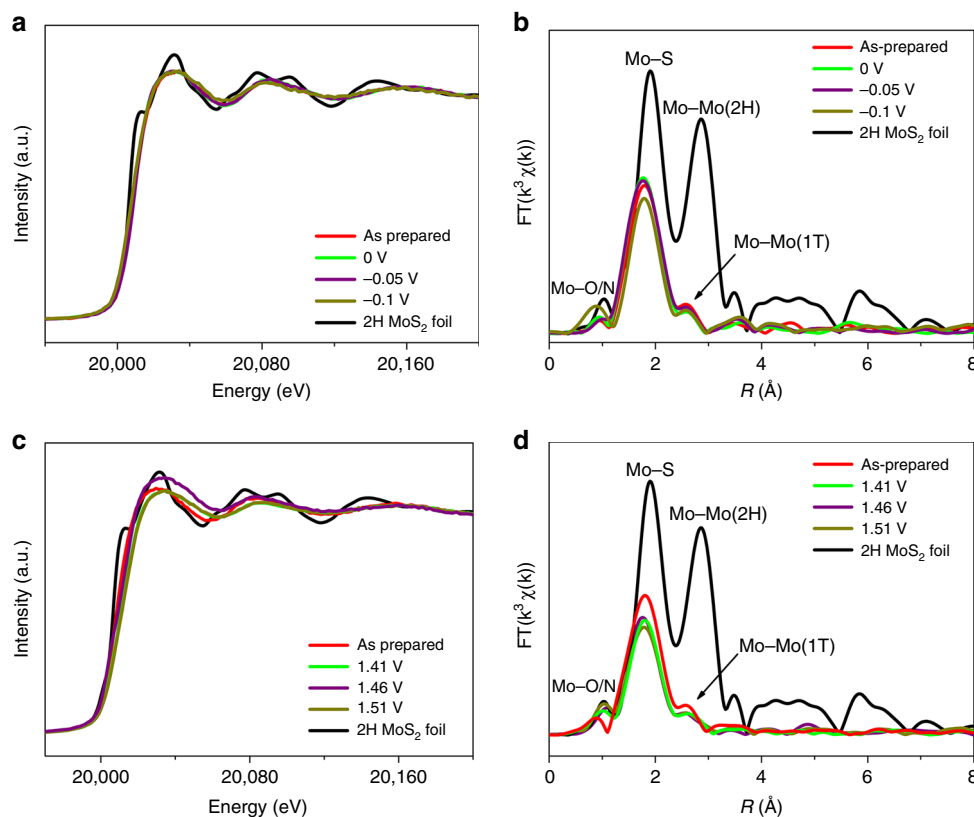 a
Intensity (a.u.)
As prepared
0 V
–0.05 V
–0.1 V
2H MoS₂ foil
20,000
20,080
20,160
Energy (eV)
b
FT(k³ χ(k))
Mo–S
Mo–Mo(2H)
Mo–Mo(1T)
Mo–O/N
As-prepared
0 V
–0.05 V
–0.1 V
2H MoS₂ foil
0
2
4
6
8
R (Å)
c
Intensity (a.u.)
As prepared
1.41 V
1.46 V
1.51 V
2H MoS₂ foil
20,000
20,080
20,160
Energy (eV)
d
FT(k³ χ(k))
Mo–S
Mo–Mo(2H)
Mo–Mo(1T)
Mo–O/N
As-prepared
1.41 V
1.46 V
1.51 V
2H MoS₂ foil
0
2
4
6
8
R (Å)